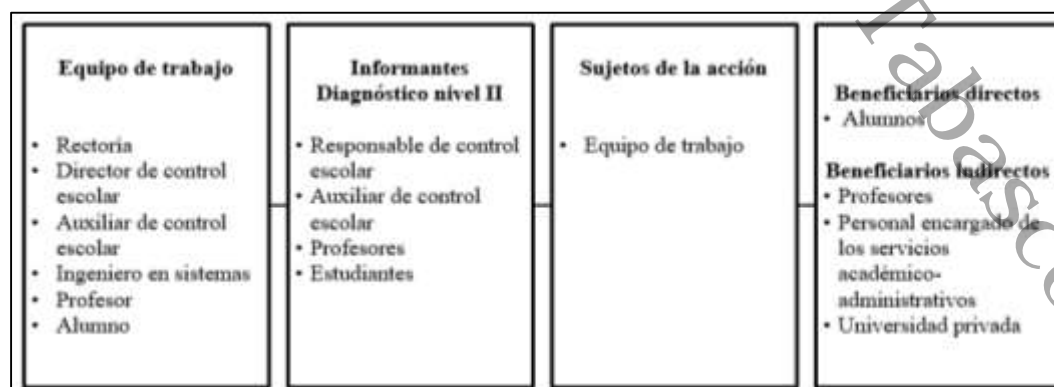 Equipo de trabajo
• Rectoria
• Director de control
escolar
• Auxiliar de control
escolar
• Ingeniero en sistemas
• Profesor
• Alumno
Informantes
Diagnóstico nivel II
• Responsable de control
escolar
• Auxiliar de control
escolar
• Profesores
• Estudiantes
Sujetos de la acción
• Equipo de trabajo
Beneficiarios directos
• Alumnos
Beneficiarios Indirectos
• Profesores
• Personal encargado de
los servicios
académico-
administrativos
• Universidad privada
Tabasco